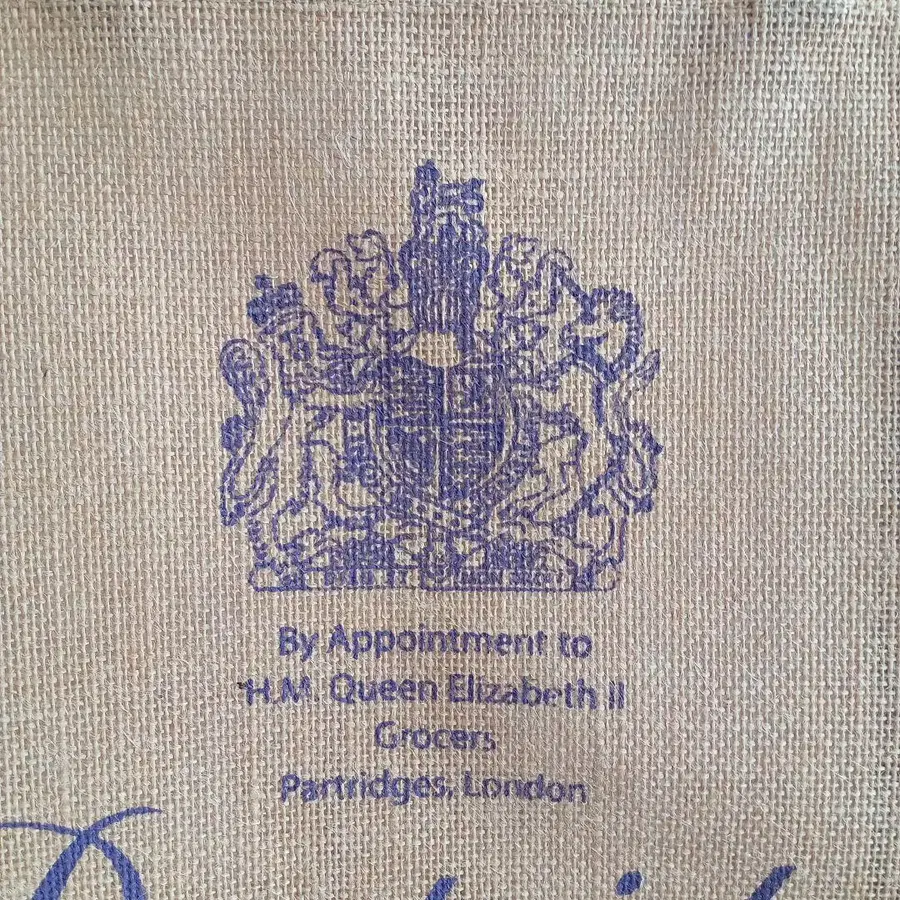 By Appointment to
H.M. Queen Elizabeth II
Grocers
Partridges, London